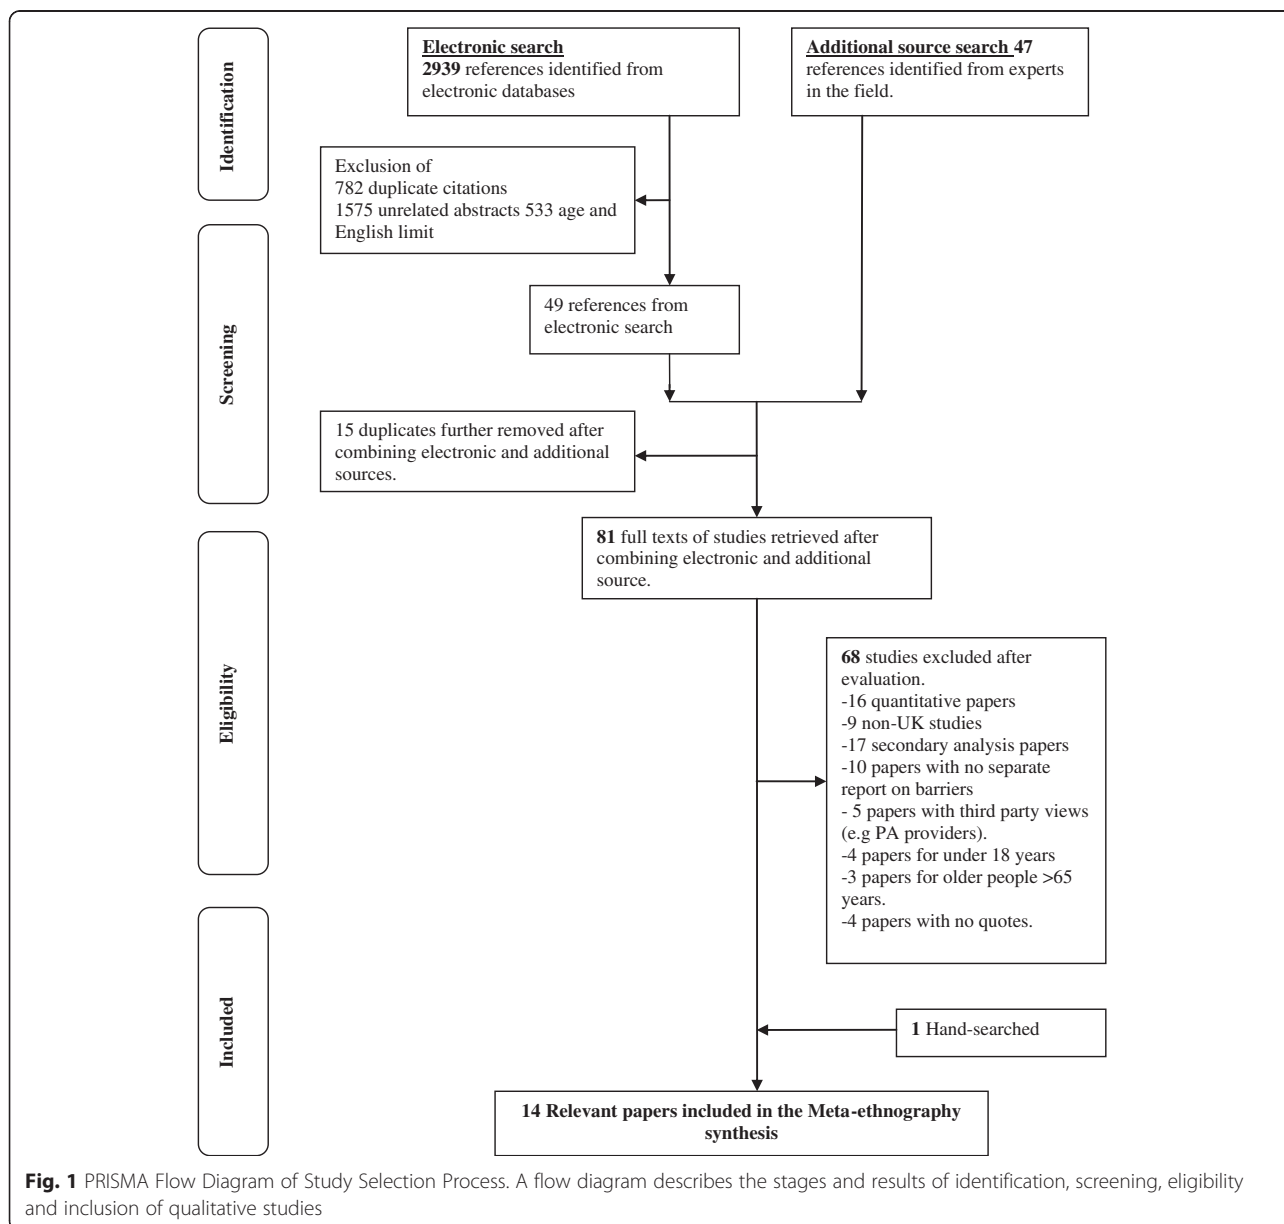 Identification
Electronic search
2939 references identified from
electronic databases
Additional source search 47
references identified from experts
in the field.
Exclusion of
782 duplicate citations
1575 unrelated abstracts 533 age and
English limit
Screening
49 references from
electronic search
15 duplicates further removed after
combining electronic and additional
sources.
81 full texts of studies retrieved after
combining electronic and additional
source.
Eligibility
68 studies excluded after
evaluation.
-16 quantitative papers
-9 non-UK studies
-17 secondary analysis papers
-10 papers with no separate
report on barriers
- 5 papers with third party views
(e.g PA providers).
-4 papers for under 18 years
-3 papers for older people >65
years.
-4 papers with no quotes.
Included
1 Hand-searched
14 Relevant papers included in the Meta-ethnography
synthesis
Fig. 1 PRISMA Flow Diagram of Study Selection Process. A flow diagram describes the stages and results of identification, screening, eligibility
and inclusion of qualitative studies